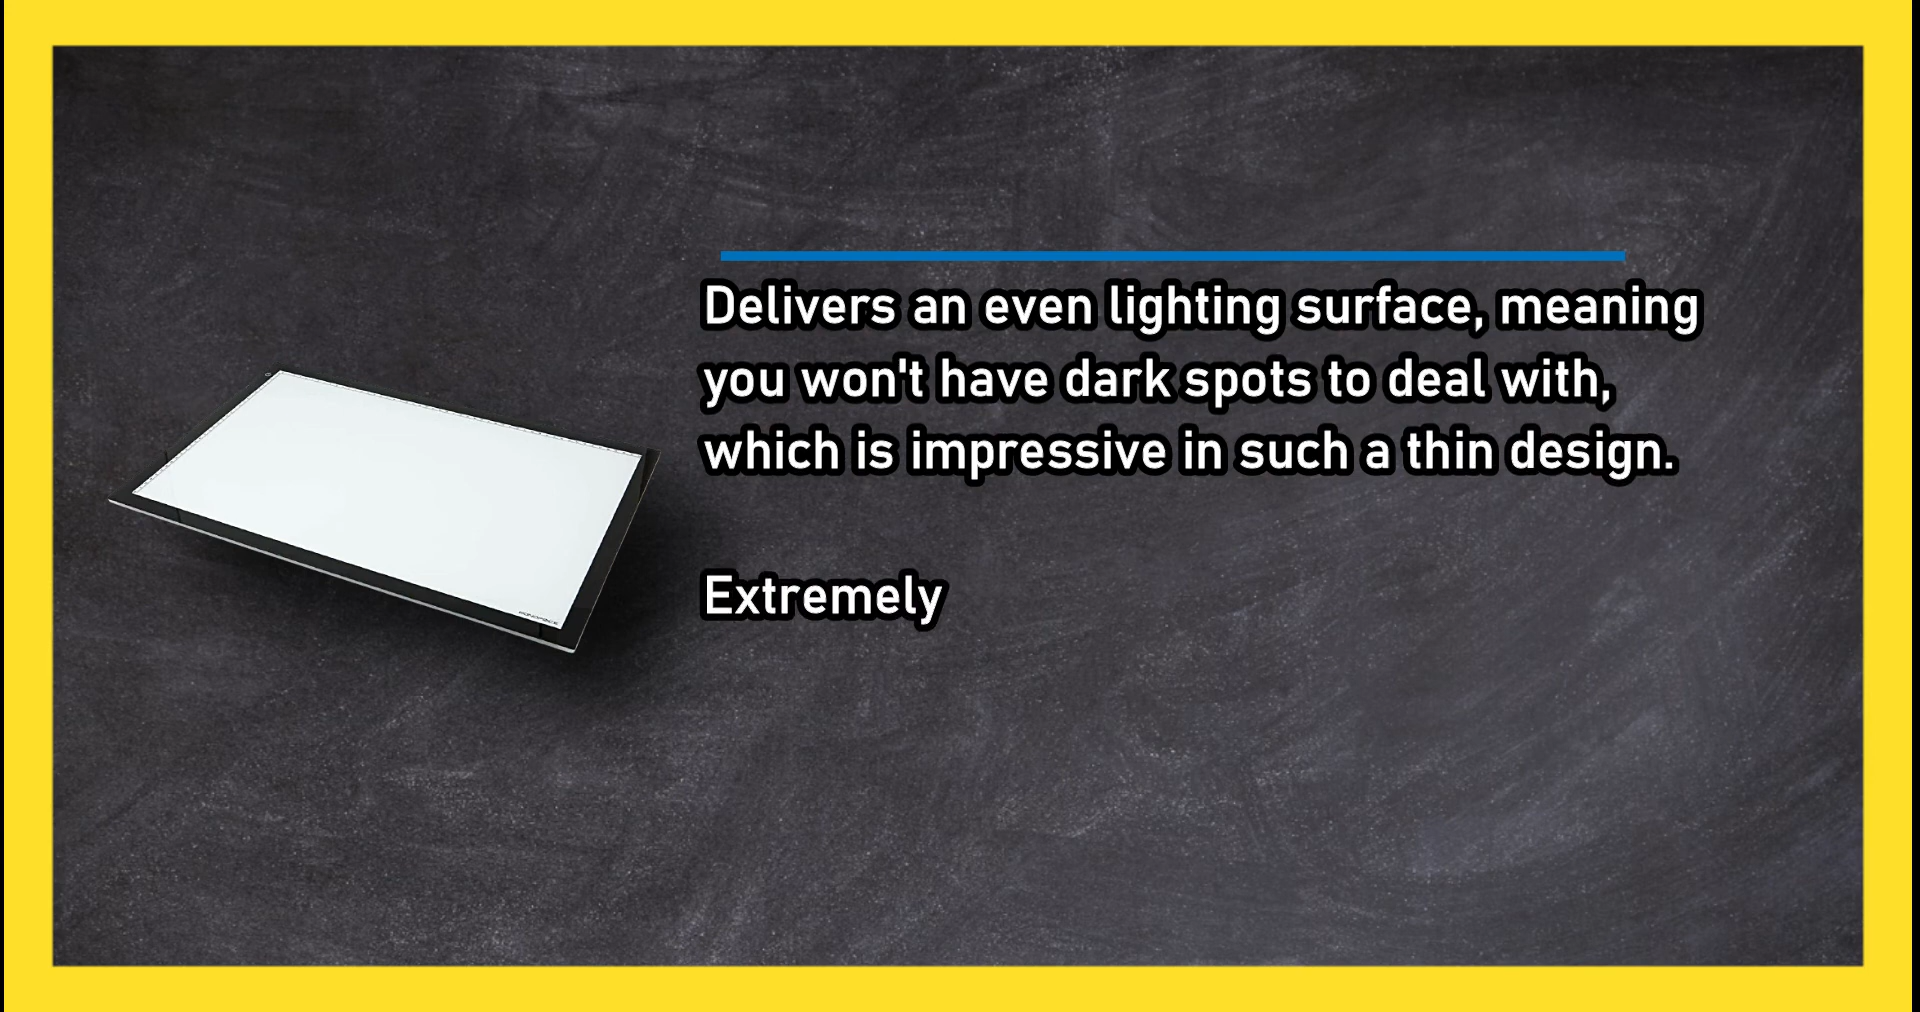 Delivers an even lighting surface, meaning
you won't have dark spots to deal with,
which is impressive in such a thin design.
Extremely